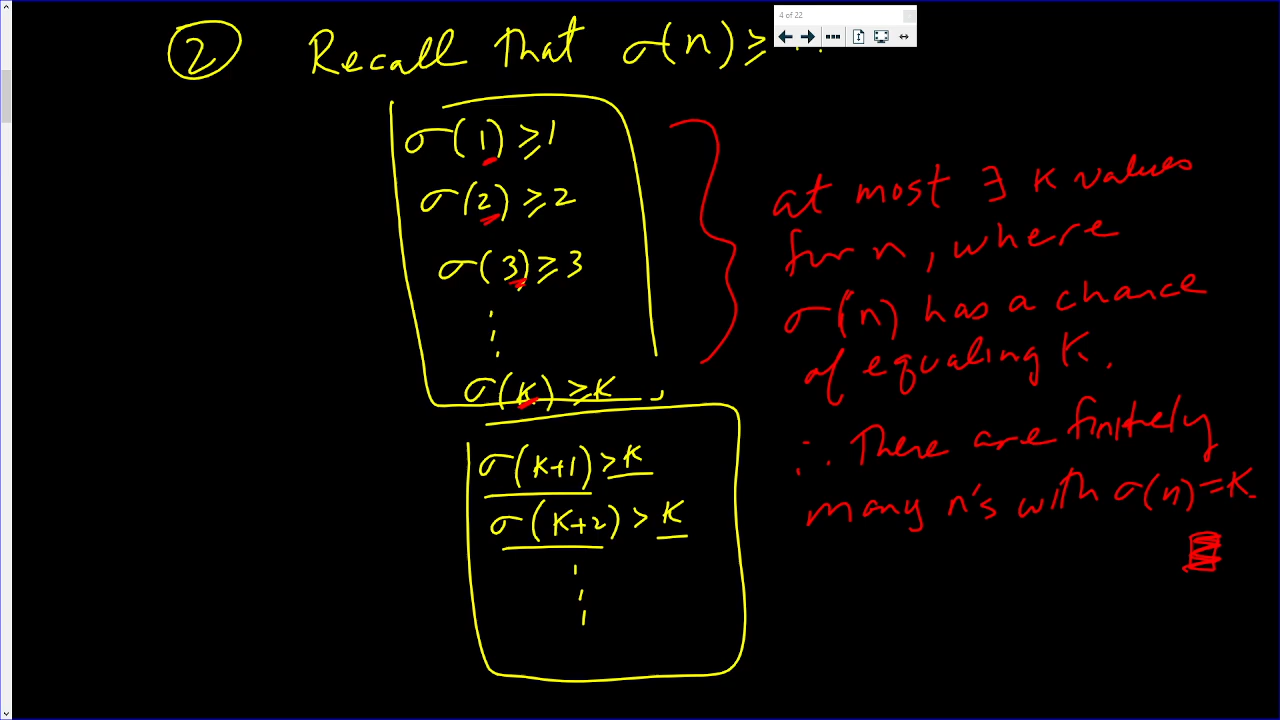 4 of 22
② Recall that σ(n) ≥
σ(1) ≥ 1
σ(2) ≥ 2
σ(3) ≥ 3
⋮
σ(k) ≥ k
σ(k+1) > k
σ(k+2) > k
⋮
at most ∃ k values
for n, where
σ(n) has a chance
of equaling k.
∴ There are finitely
many n's with σ(n) = k.